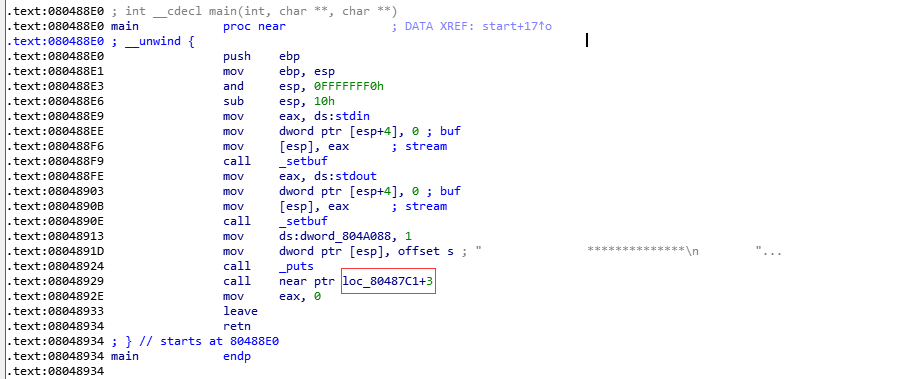 .text:080488E0 ; int __cdecl main(int, char **, char **)
.text:080488E0 main proc near ; DATA XREF: start+17↑o
.text:080488E0 ; __unwind {
.text:080488E0 push ebp
.text:080488E1 mov ebp, esp
.text:080488E3 and esp, 0FFFFFFF0h
.text:080488E6 sub esp, 10h
.text:080488E9 mov eax, ds:stdin
.text:080488EE mov dword ptr [esp+4], 0 ; buf
.text:080488F6 mov [esp], eax ; stream
.text:080488F9 call _setbuf
.text:080488FE mov eax, ds:stdout
.text:08048903 mov dword ptr [esp+4], 0 ; buf
.text:0804890B mov [esp], eax ; stream
.text:0804890E call _setbuf
.text:08048913 mov ds:dword_804A088, 1
.text:0804891D mov dword ptr [esp], offset s ; " **************\n "...
.text:08048924 call _puts
.text:08048929 call near ptr loc_80487C1+3
.text:0804892E mov eax, 0
.text:08048933 leave
.text:08048934 retn
.text:08048934 ; } // starts at 80488E0
.text:08048934 main endp
.text:08048934